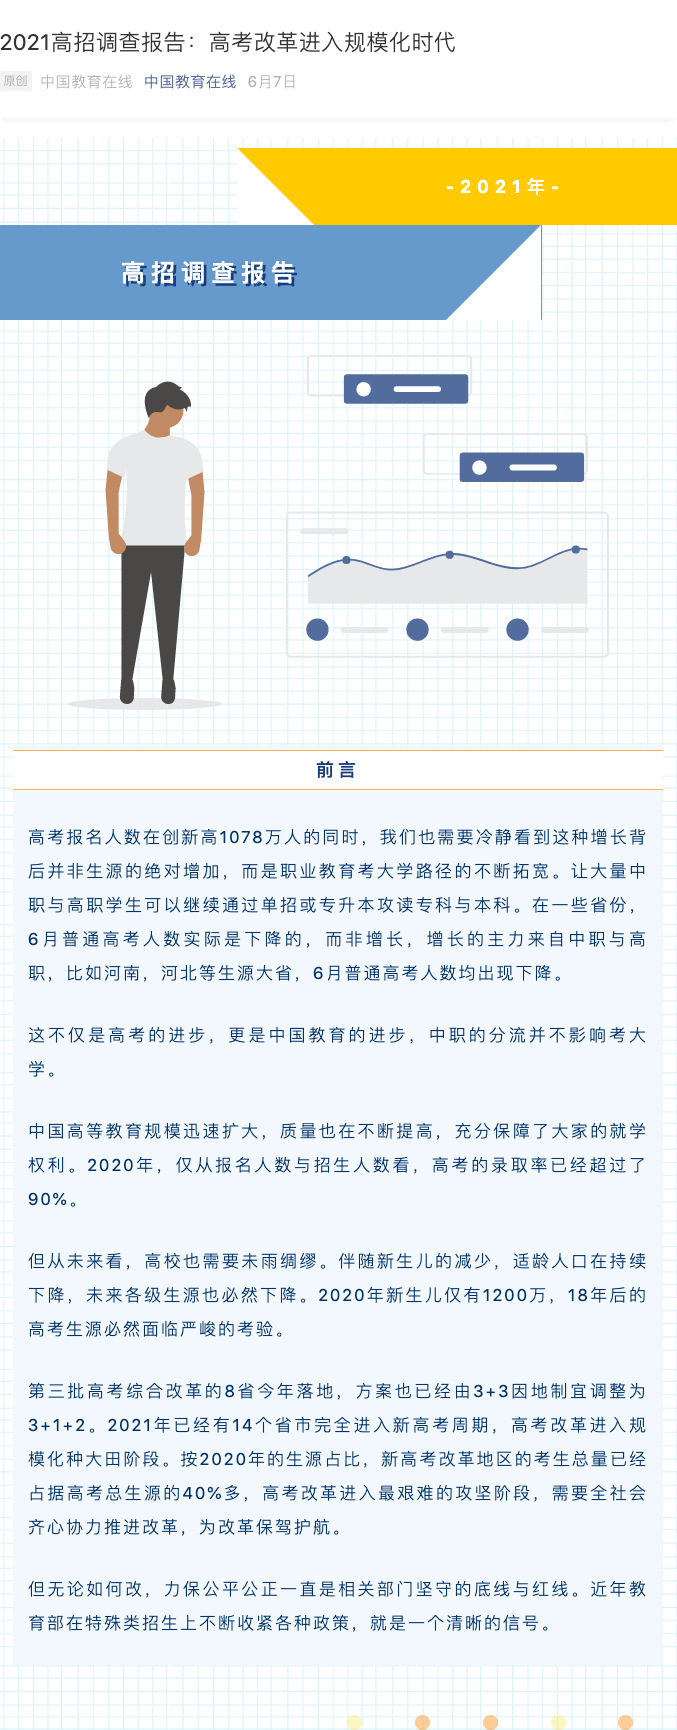 2021高招调查报告：高考改革进入规模化时代
原创 中国教育在线 中国教育在线 6月7日
-2021年-
高招调查报告
前言
高考报名人数在创新高1078万人的同时，我们也需要冷静看到这种增长背
后并非生源的绝对增加，而是职业教育考大学路径的不断拓宽。让大量中
职与高职学生可以继续通过单招或专升本攻读专科与本科。在一些省份，
6月普通高考人数实际是下降的，而非增长，增长的主力来自中职与高
职，比如河南，河北等生源大省，6月普通高考人数均出现下降。
这不仅是高考的进步，更是中国教育的进步，中职的分流并不影响考大
学。
中国高等教育规模迅速扩大，质量也在不断提高，充分保障了大家的就学
权利。2020年，仅从报名人数与招生人数看，高考的录取率已经超过了
90%。
但从未来看，高校也需要未雨绸缪。伴随新生儿的减少，适龄人口在持续
下降，未来各级生源也必然下降。2020年新生儿仅有1200万，18年后的
高考生源必然面临严峻的考验。
第三批高考综合改革的8省今年落地，方案也已经由3+3因地制宜调整为
3+1+2。2021年已经有14个省市完全进入新高考周期，高考改革进入规
模化种大田阶段。按2020年的生源占比，新高考改革地区的考生总量已经
占据高考总生源的40%多，高考改革进入最艰难的攻坚阶段，需要全社会
齐心协力推进改革，为改革保驾护航。
但无论如何改，力保公平公正一直是相关部门坚守的底线与红线。近年教
育部在特殊类招生上不断收紧各种政策，就是一个清晰的信号。